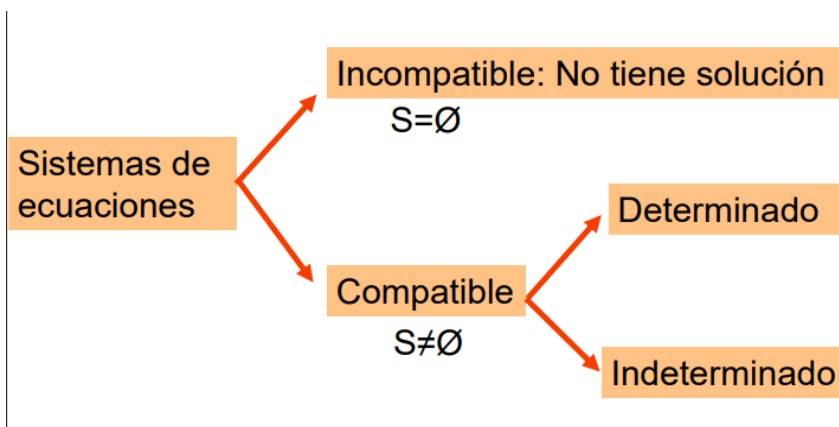 Incompatible: No tiene solución
S=Ø
Sistemas de
ecuaciones
Determinado
Compatible
S≠Ø
Indeterminado